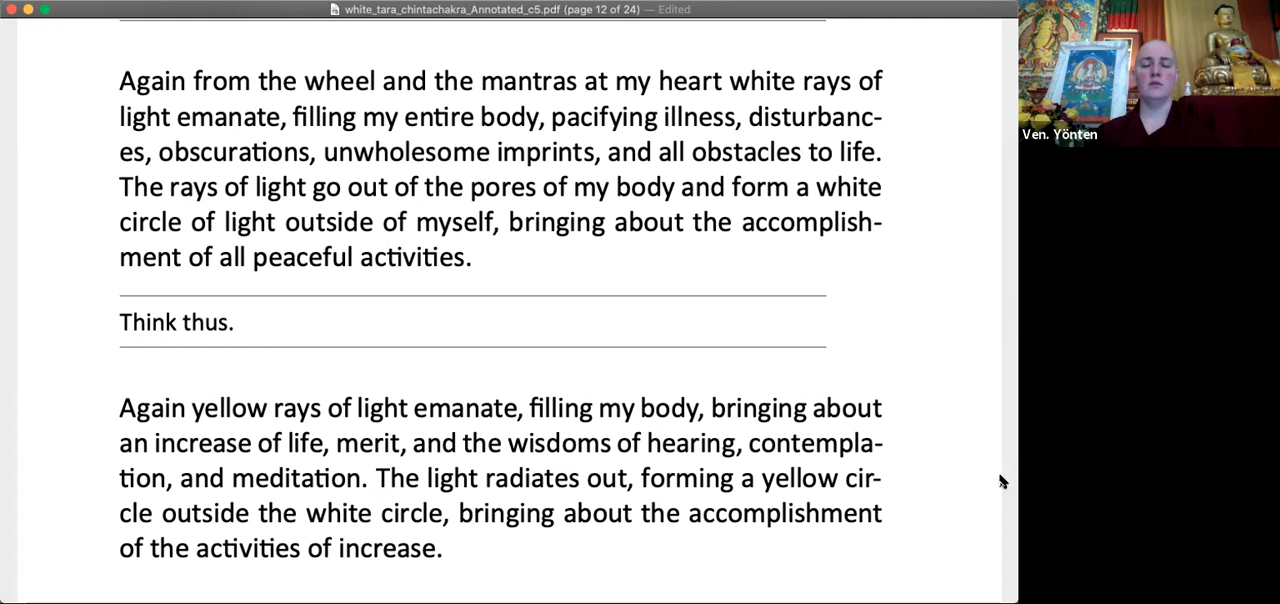 white_tara_chintachakra_Annotated_c5.pdf (page 12 of 24) — Edited
Again from the wheel and the mantras at my heart white rays of
light emanate, filling my entire body, pacifying illness, disturbanc-
es, obscurations, unwholesome imprints, and all obstacles to life.
The rays of light go out of the pores of my body and form a white
circle of light outside of myself, bringing about the accomplish-
ment of all peaceful activities.
Think thus.
Again yellow rays of light emanate, filling my body, bringing about
an increase of life, merit, and the wisdoms of hearing, contempla-
tion, and meditation. The light radiates out, forming a yellow cir-
cle outside the white circle, bringing about the accomplishment
of the activities of increase.
Ven. Yönten